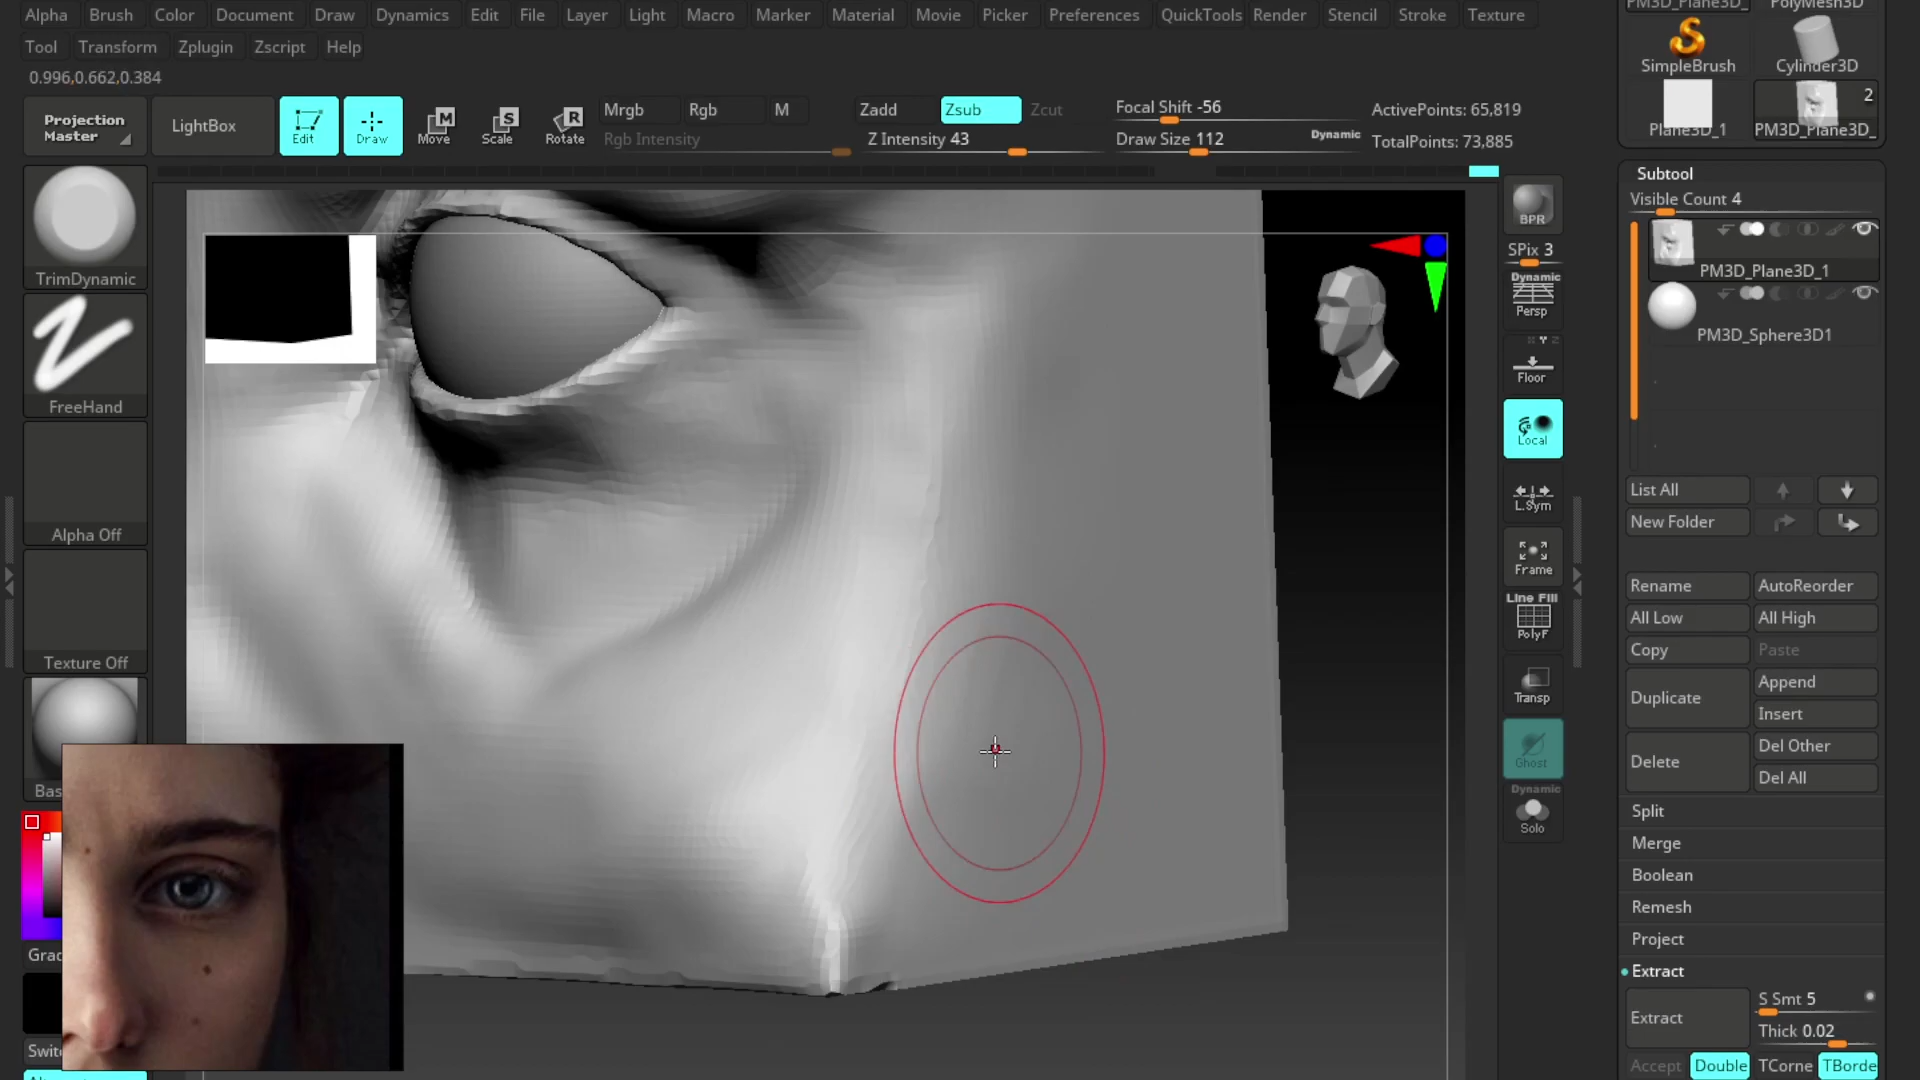 Alpha Brush Color Document Draw Dynamics Edit File Layer Light Macro Marker Material Movie Picker Preferences QuickTools Render Stencil Stroke Texture
Tool Transform Zplugin Zscript Help
0.996,0.662,0.384
Projection
Master
LightBox
Edit
Draw
Move
Scale
Rotate
Mrgb Rgb M
Rgb Intensity
Zadd Zsub Zcut
Z Intensity 43
Focal Shift -56
Draw Size 112
Dynamic
ActivePoints: 65,819
TotalPoints: 73,885
TrimDynamic
FreeHand
Alpha Off
Texture Off
Bas
Grad
Swit
BPR
SPix 3
Dynamic
Persp
Floor
Local
L.Sym
Frame
Line Fill
PolyF
Transp
Ghost
Dynamic
Solo
PM3D_Plane3D_ PolyMesh3D
SimpleBrush Cylinder3D
2
Plane3D_1 PM3D_Plane3D_
Subtool
Visible Count 4
PM3D_Plane3D_1
PM3D_Sphere3D1
List All
New Folder
Rename AutoReorder
All Low All High
Copy Paste
Duplicate Append
Insert
Delete Del Other
Del All
Split
Merge
Boolean
Remesh
Project
Extract
Extract S Smt 5
Thick 0.02
Accept Double TCorne TBorde